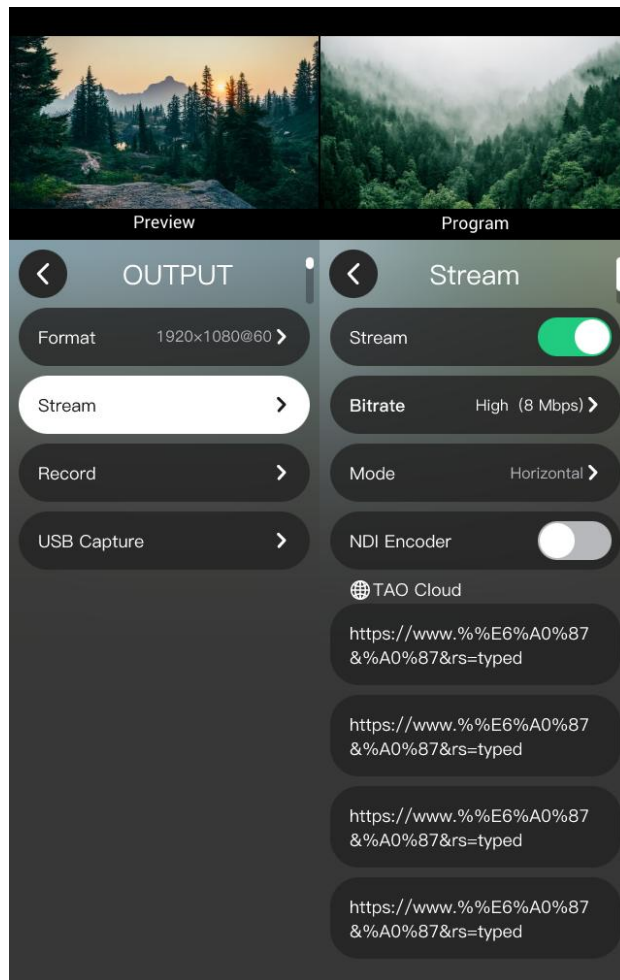 Preview
Program
OUTPUT
Format 1920×1080@60
Stream
Record
USB Capture
Stream
Stream
Bitrate High (8 Mbps)
Mode Horizontal
NDI Encoder
TAO Cloud
https://www.%%E6%A0%87
&%A0%87&rs=typed
https://www.%%E6%A0%87
&%A0%87&rs=typed
https://www.%%E6%A0%87
&%A0%87&rs=typed
https://www.%%E6%A0%87
&%A0%87&rs=typed